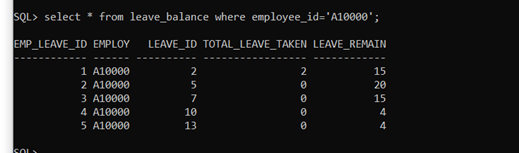 SQL> select * from leave_balance where employee_id='A10000';
EMP_LEAVE_ID EMPLOY   LEAVE_ID TOTAL_LEAVE_TAKEN LEAVE_REMAIN
------------ ------ ---------- ----------------- ------------
           1 A10000          2                 2           15
           2 A10000          5                 0           20
           3 A10000          7                 0           15
           4 A10000         10                 0            4
           5 A10000         13                 0            4
SQL>